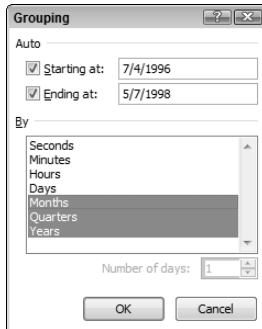 Grouping
Auto
Starting at: 7/4/1996
Ending at: 5/7/1998
By
Seconds
Minutes
Hours
Days
Months
Quarters
Years
Number of days: 1
OK Cancel